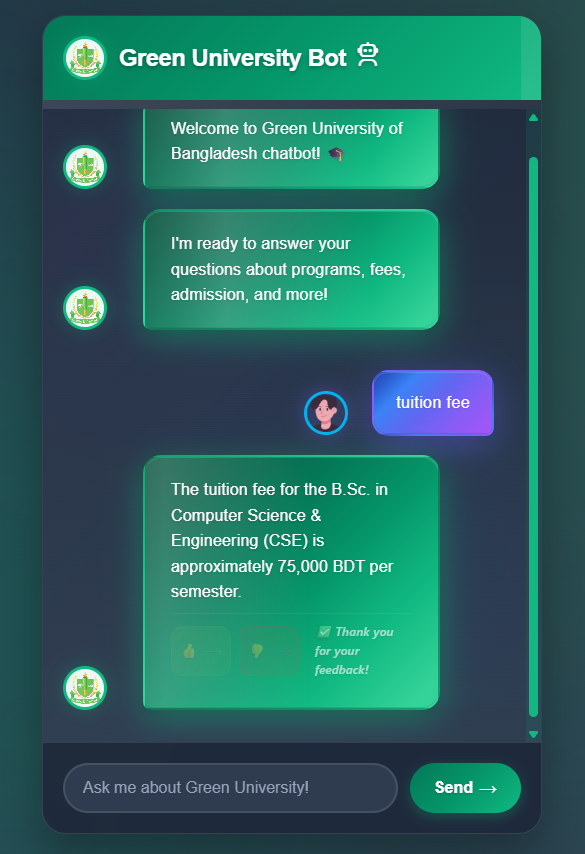 Green University Bot
Welcome to Green University of
Bangladesh chatbot! 🎓
I'm ready to answer your
questions about programs, fees,
admission, and more!
tuition fee
The tuition fee for the B.Sc. in
Computer Science &
Engineering (CSE) is
approximately 75,000 BDT per
semester.
✅ Thank you
for your
feedback!
Ask me about Green University!
Send →